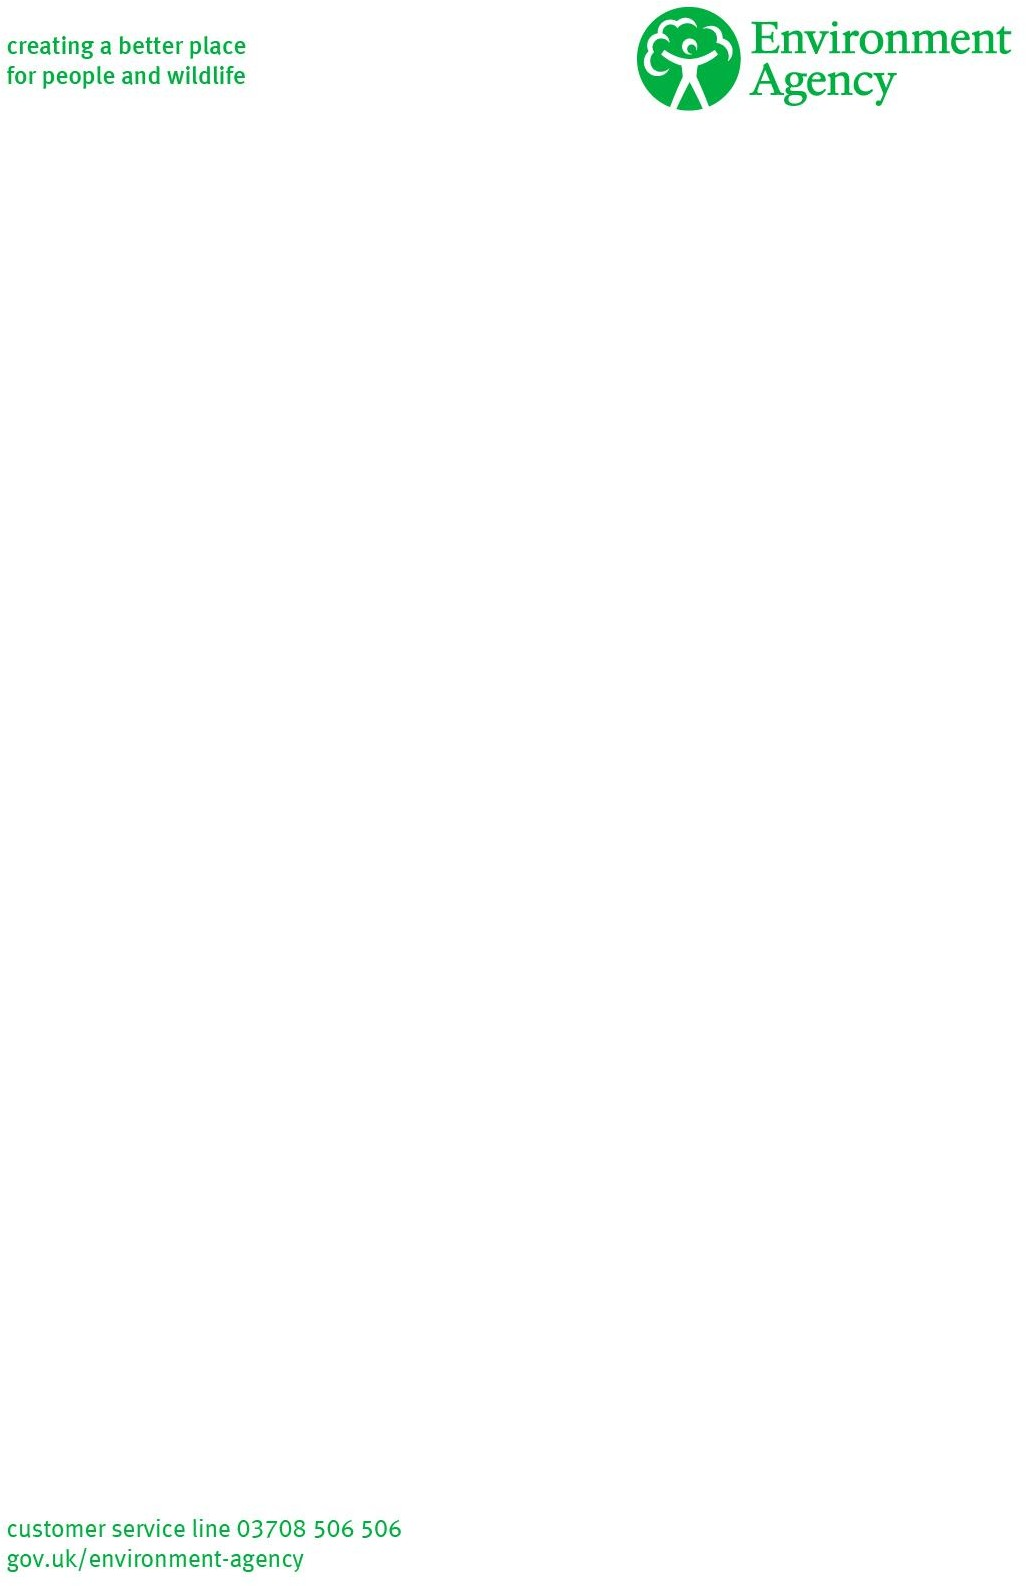 creating a better place
for people and wildlife
Environment
Agency
customer service line 03708 506 506
gov.uk/environment-agency